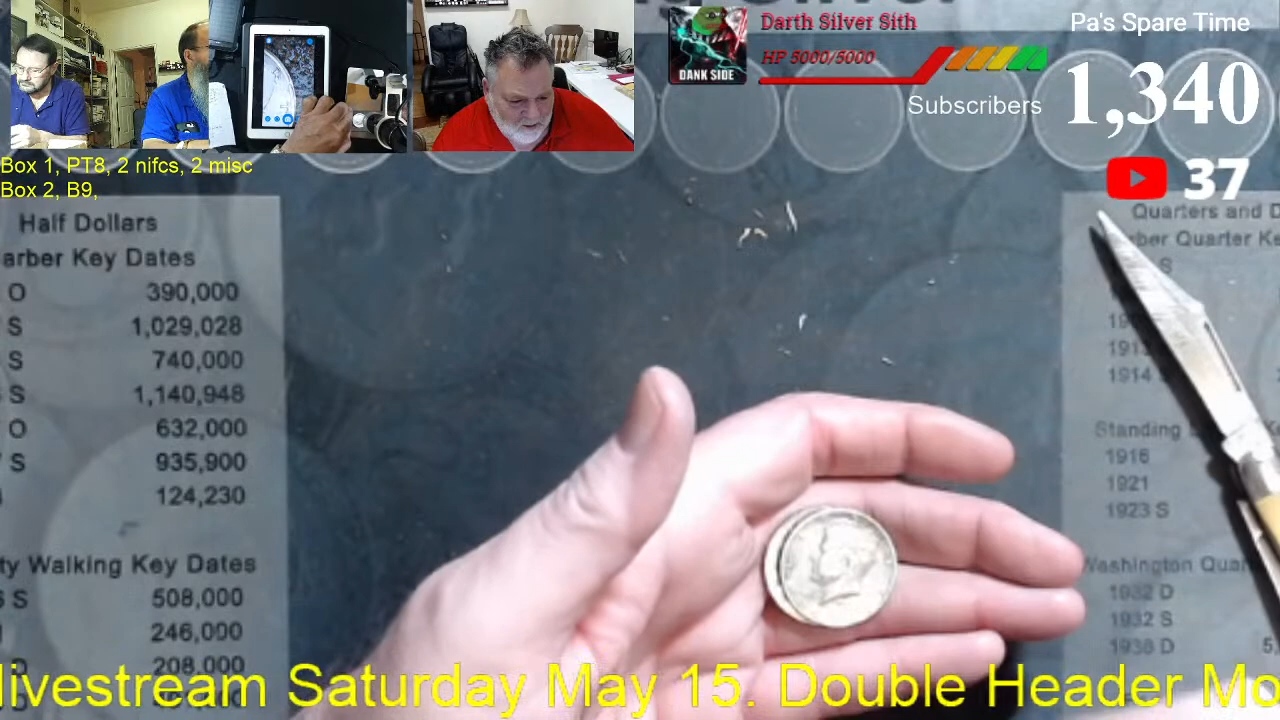 Darth Silver Sith
HP 5000/5000
DANK SIDE
Pa's Spare Time
Subscribers 1,340
37
Box 1, PT8, 2 nifcs, 2 misc
Box 2, B9,
Half Dollars
arber Key Dates
O 390,000
S 1,029,028
S 740,000
S 1,140,948
O 632,000
S 935,900
124,230
ty Walking Key Dates
S 508,000
246,000
208,000
Quarters and D
ber Quarter Ke
S
1914
Standing
1916
1921
1923 S
Washington Quar
1932 D
1932 S
1938 D 5,
livestream Saturday May 15. Double Header Mo